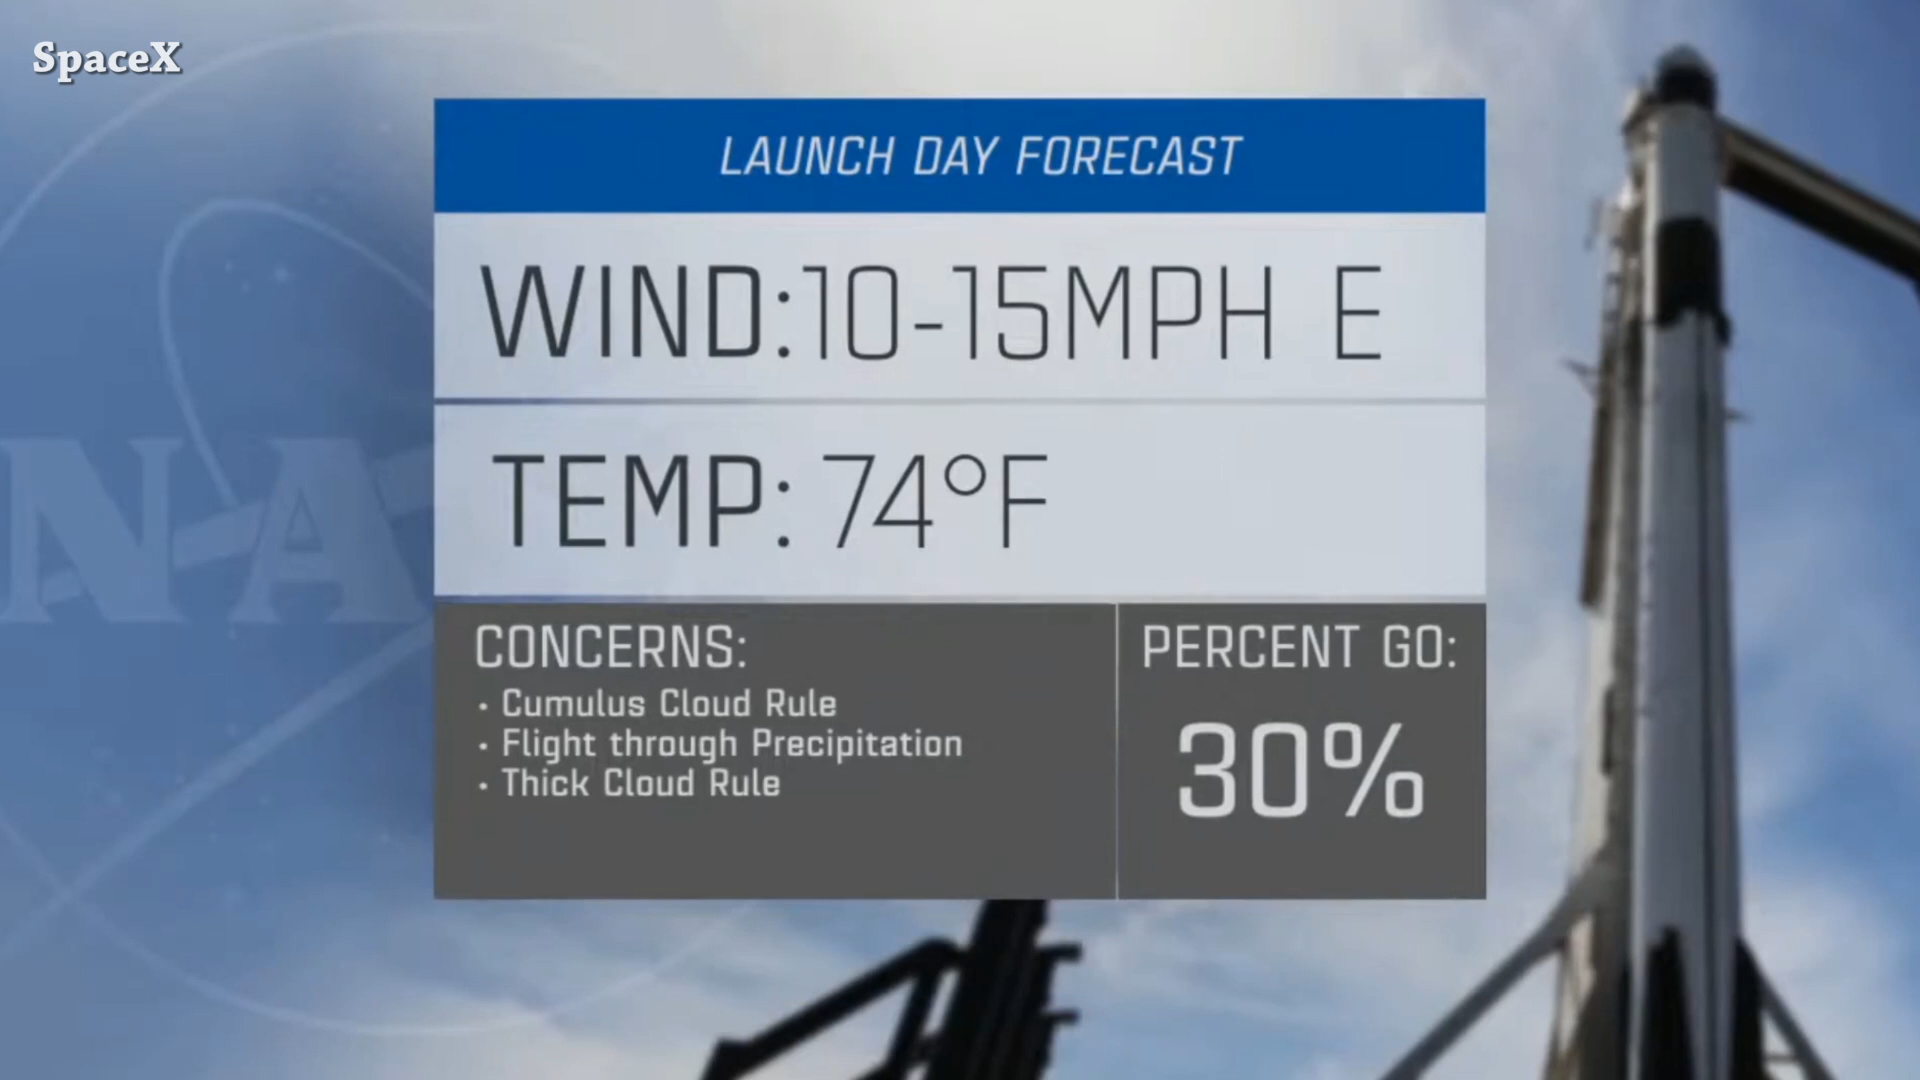 SpaceX
LAUNCH DAY FORECAST
WIND:10-15MPH E
TEMP: 74°F
CONCERNS:
• Cumulus Cloud Rule
• Flight through Precipitation
• Thick Cloud Rule
PERCENT GO:
30%
NA